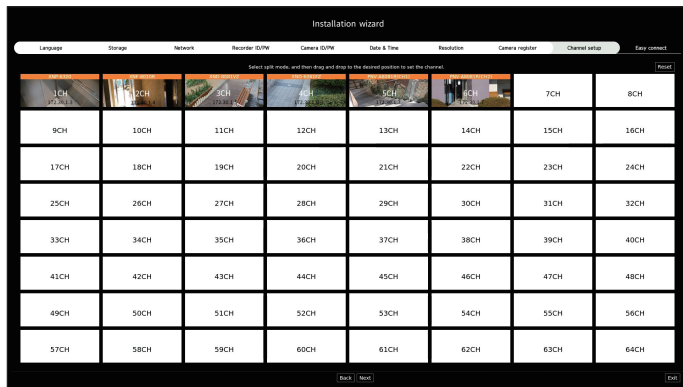 Installation wizard
Language Storage Network Recorder ID/PW Camera ID/PW Date & Time Resolution Camera register Channel setup Easy connect
Select split mode, and then drag and drop to the desired position to set the channel.
Reset
1CH 2CH 3CH 4CH 5CH 6CH 7CH 8CH
172.30.1.3
9CH 10CH 11CH 12CH 13CH 14CH 15CH 16CH
17CH 18CH 19CH 20CH 21CH 22CH 23CH 24CH
25CH 26CH 27CH 28CH 29CH 30CH 31CH 32CH
33CH 34CH 35CH 36CH 37CH 38CH 39CH 40CH
41CH 42CH 43CH 44CH 45CH 46CH 47CH 48CH
49CH 50CH 51CH 52CH 53CH 54CH 55CH 56CH
57CH 58CH 59CH 60CH 61CH 62CH 63CH 64CH
Back Next Exit